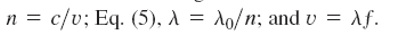 n = c/υ; Eq. (5), λ = λ₀/n; and υ = λf.